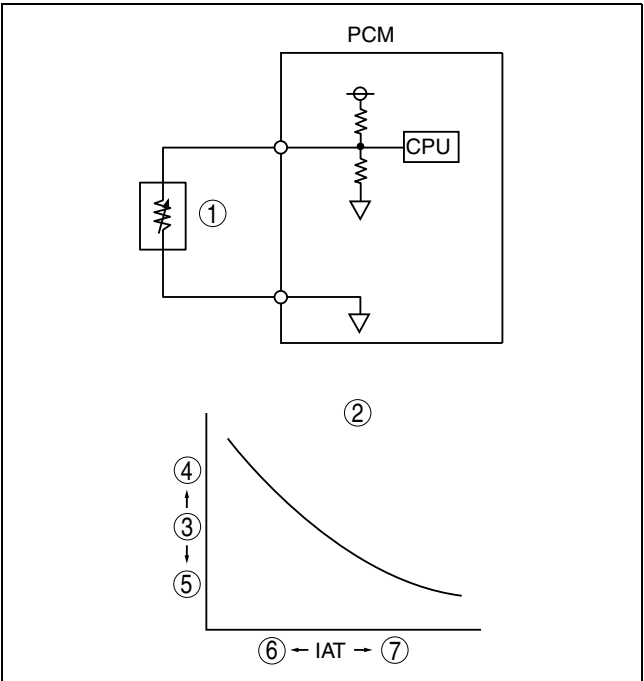 PCM
CPU
①
②
④
③
⑤
⑥ ← IAT → ⑦